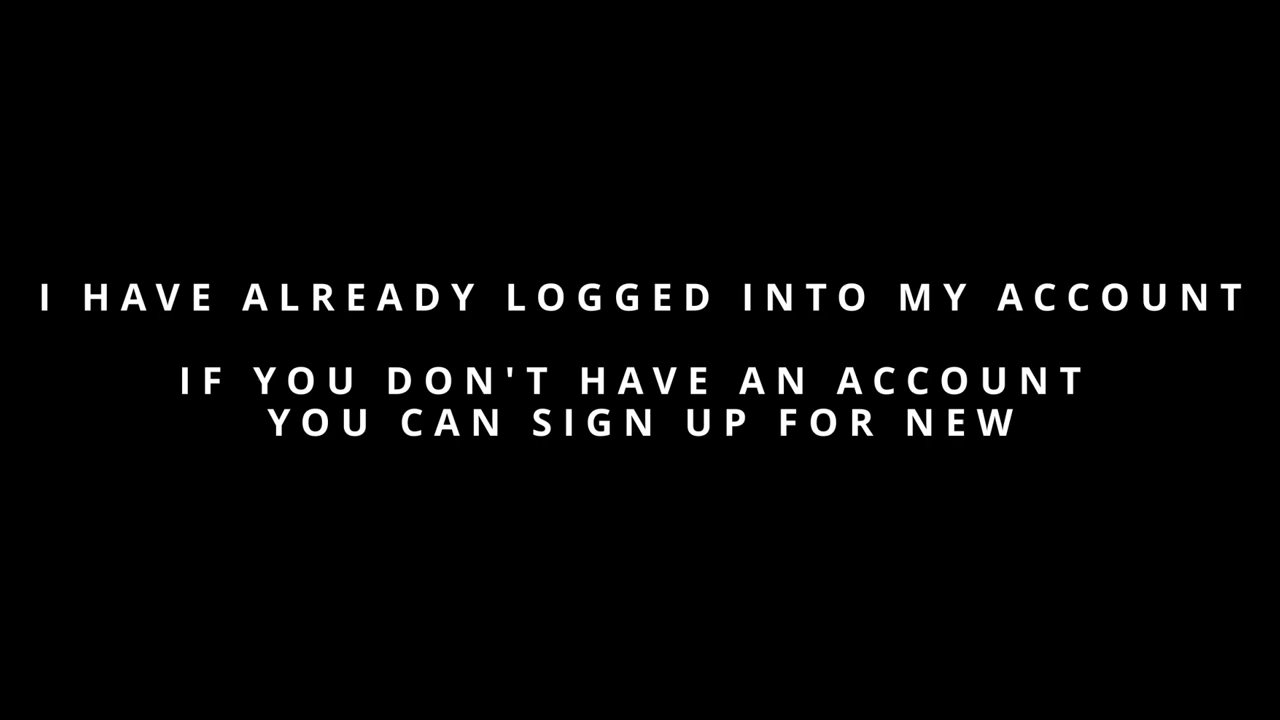 I HAVE ALREADY LOGGED INTO MY ACCOUNT
IF YOU DON'T HAVE AN ACCOUNT
YOU CAN SIGN UP FOR NEW